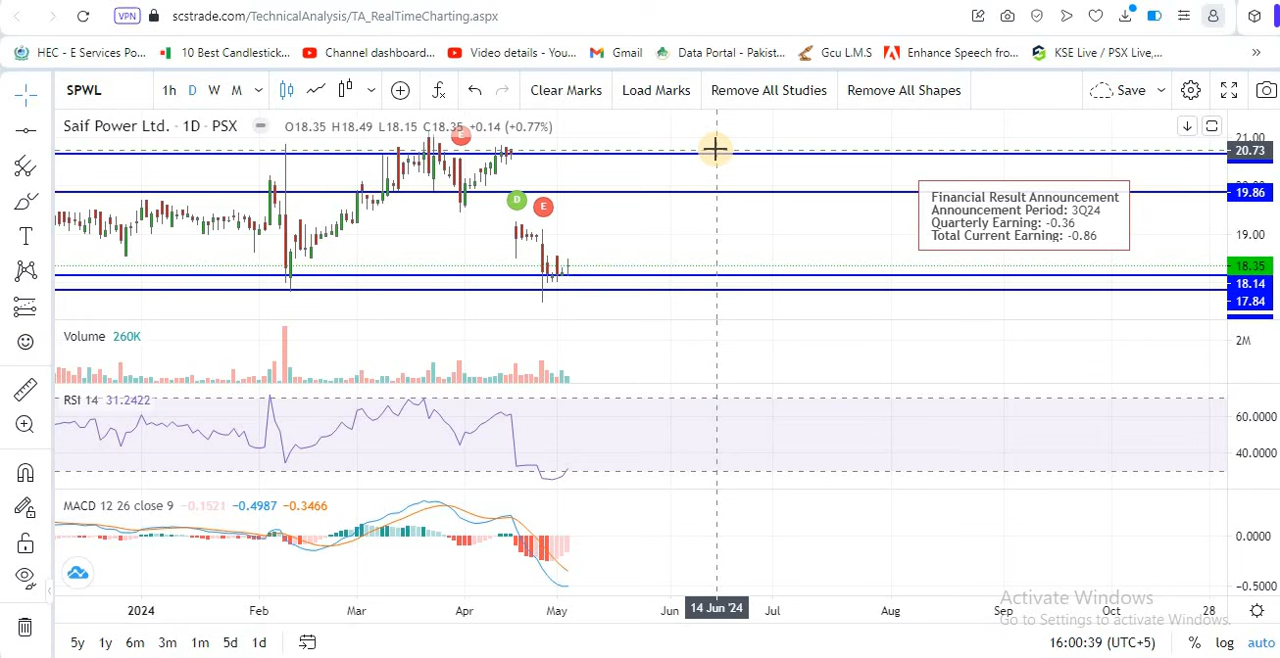 VPN scstrade.com/TechnicalAnalysis/TA_RealTimeCharting.aspx
HEC - E Services Po... 10 Best Candlestick... Channel dashboard... Video details - You... Gmail Data Portal - Pakist... Gcu L.M.S Enhance Speech fro... KSE Live / PSX Live,... »
SPWL 1h D W M Clear Marks Load Marks Remove All Studies Remove All Shapes Save
Saif Power Ltd. · 1D · PSX O18.35 H18.49 L18.15 C18.35 +0.14 (+0.77%)
E
D
E
Financial Result Announcement
Announcement Period: 3Q24
Quarterly Earning: -0.36
Total Current Earning: -0.86
21.00
20.73
19.86
19.00
18.35
18.14
17.84
Volume 260K
2M
RSI 14 31.2422
60.0000
40.0000
MACD 12 26 close 9 -0.1521 -0.4987 -0.3466
0.0000
-0.5000
2024 Feb Mar Apr May Jun 14 Jun '24 Jul Aug Sep Oct 28
Activate Windows
Go to Settings to activate Windows.
5y 1y 6m 3m 1m 5d 1d 16:00:39 (UTC+5) % log auto